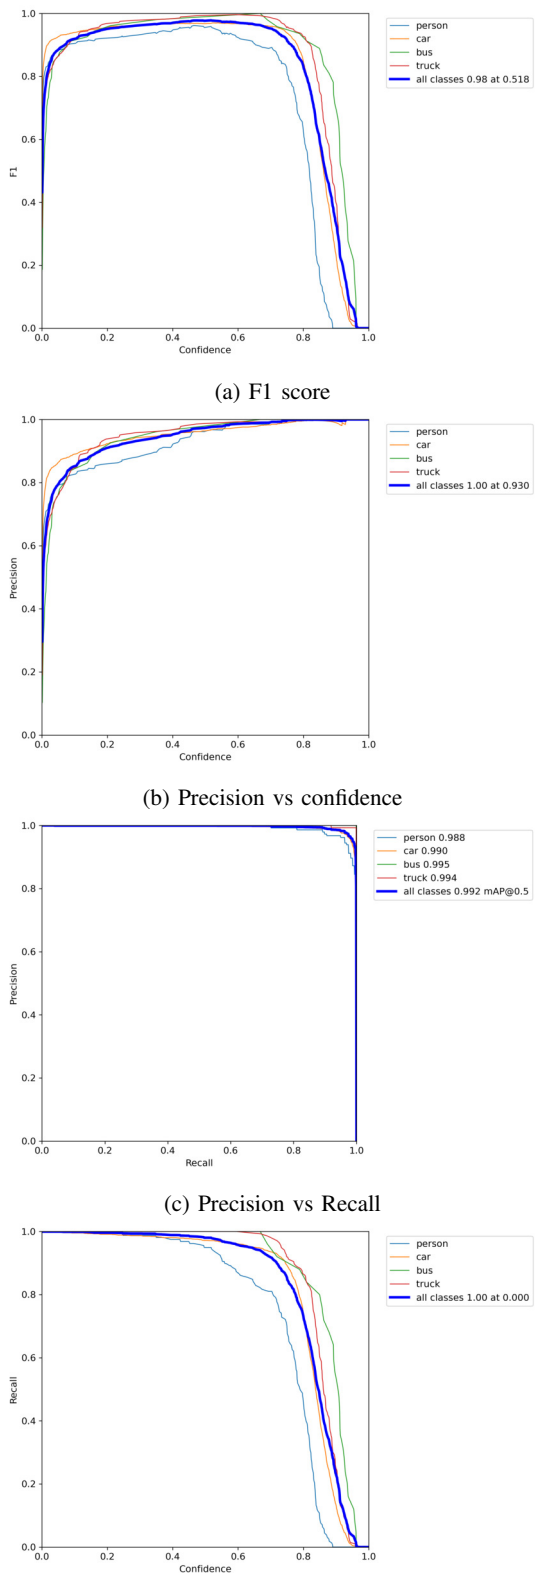 1.0
0.8
0.6
0.4
0.2
0.0
F1
0.0 0.2 0.4 0.6 0.8 1.0
Confidence
person
car
bus
truck
all classes 0.98 at 0.518
(a) F1 score
1.0
0.8
0.6
0.4
0.2
0.0
Precision
0.0 0.2 0.4 0.6 0.8 1.0
Confidence
person
car
bus
truck
all classes 1.00 at 0.930
(b) Precision vs confidence
1.0
0.8
0.6
0.4
0.2
0.0
Precision
0.0 0.2 0.4 0.6 0.8 1.0
Recall
person 0.988
car 0.990
bus 0.995
truck 0.994
all classes 0.992 mAP@0.5
(c) Precision vs Recall
1.0
0.8
0.6
0.4
0.2
0.0
Recall
0.0 0.2 0.4 0.6 0.8 1.0
Confidence
person
car
bus
truck
all classes 1.00 at 0.000